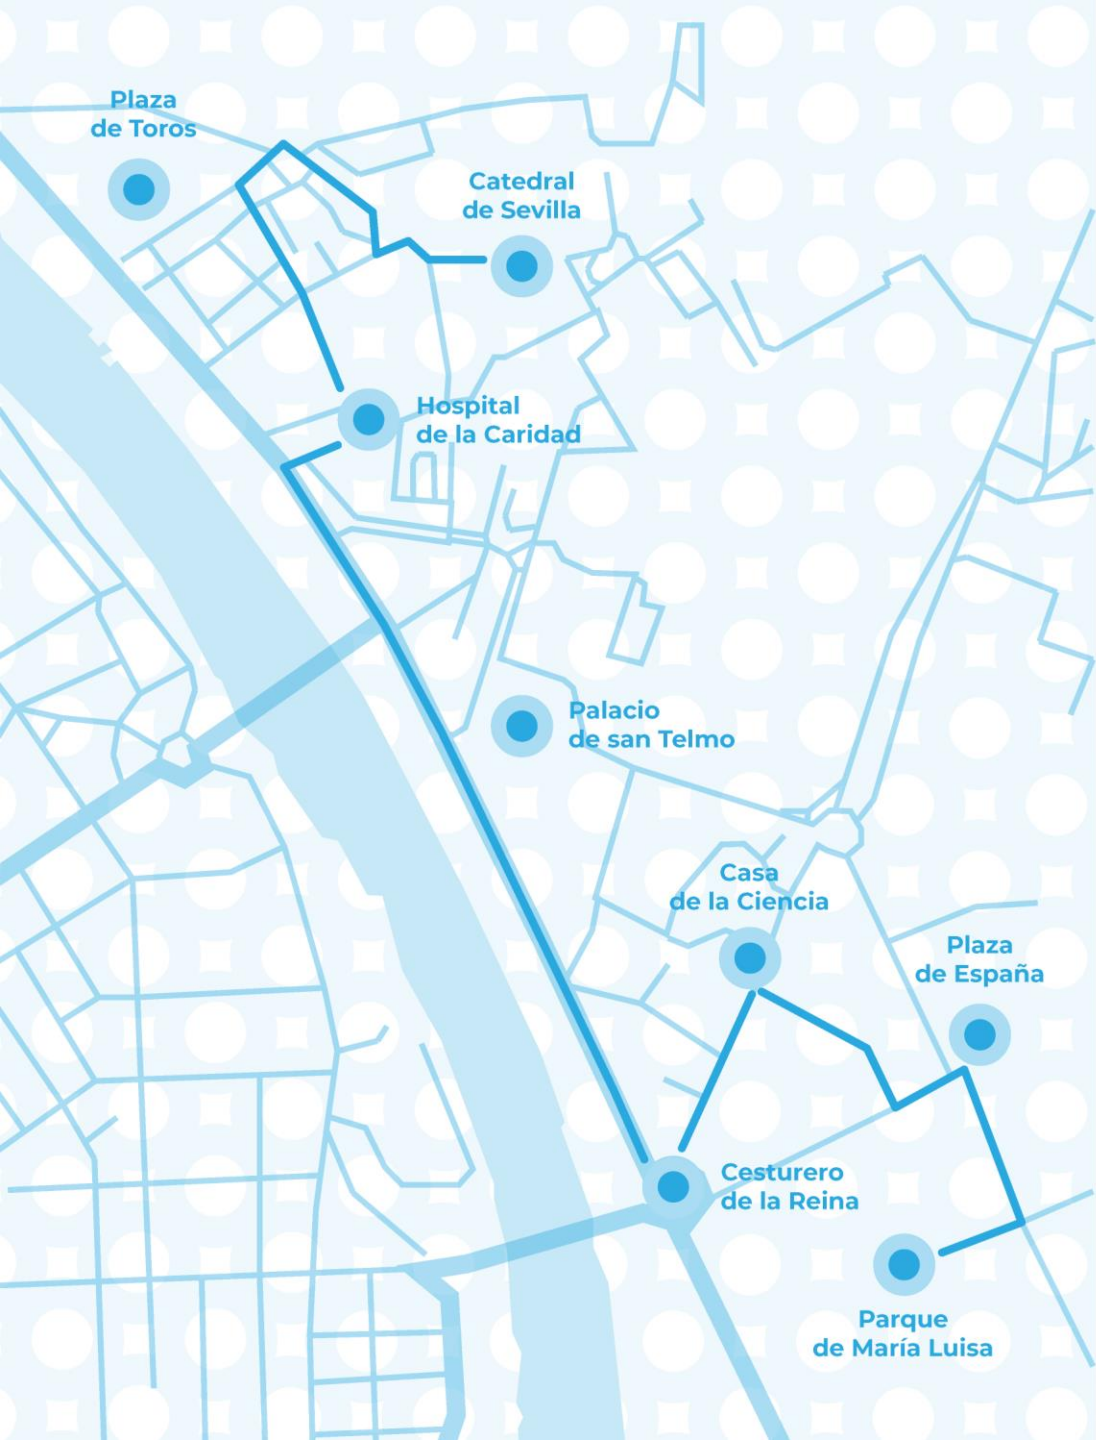 Plaza
de Toros
Catedral
de Sevilla
Hospital
de la Caridad
Palacio
de san Telmo
Casa
de la Ciencia
Plaza
de España
Cesturero
de la Reina
Parque
de María Luisa